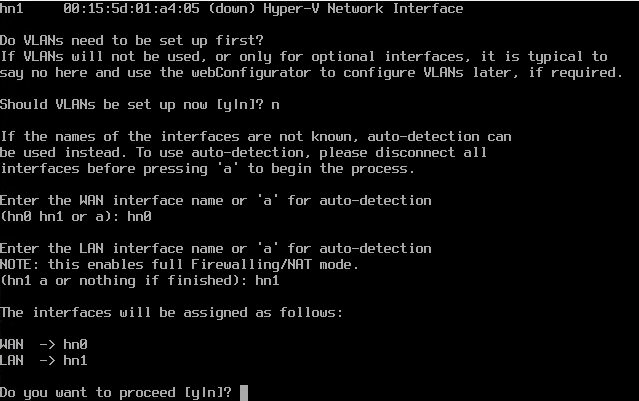 hn1     00:15:5d:01:a4:05 (down) Hyper-V Network Interface
Do VLANs need to be set up first?
If VLANs will not be used, or only for optional interfaces, it is typical to
say no here and use the webConfigurator to configure VLANs later, if required.
Should VLANs be set up now [y|n]? n
If the names of the interfaces are not known, auto-detection can
be used instead. To use auto-detection, please disconnect all
interfaces before pressing 'a' to begin the process.
Enter the WAN interface name or 'a' for auto-detection
(hn0 hn1 or a): hn0
Enter the LAN interface name or 'a' for auto-detection
NOTE: this enables full Firewalling/NAT mode.
(hn1 a or nothing if finished): hn1
The interfaces will be assigned as follows:
WAN  -> hn0
LAN  -> hn1
Do you want to proceed [y|n]?